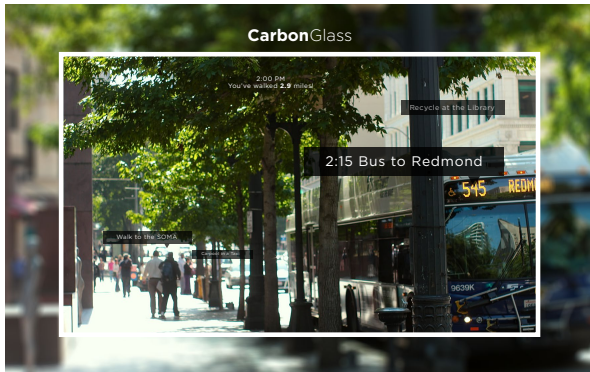 CarbonGlass
2:00 PM
You've walked 2.9 miles!
Recycle at the Library
2:15 Bus to Redmond
545 REDM
Walk to the SOMA
9639K